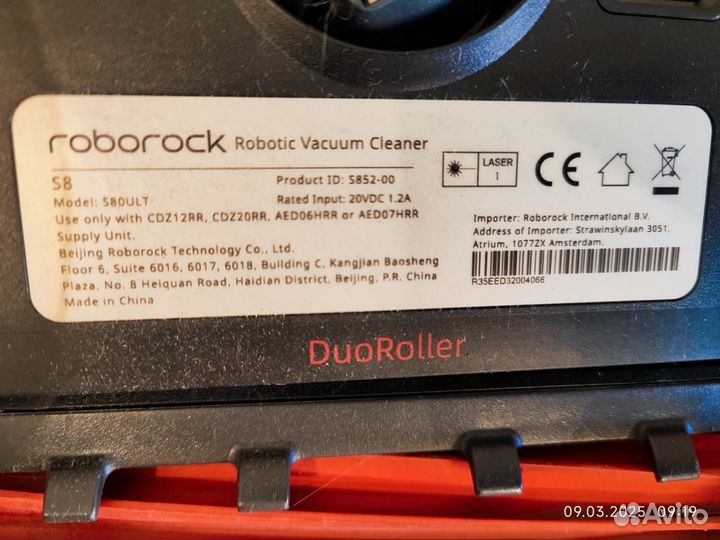 roborock Robotic Vacuum Cleaner
S8
Product ID: S852-00
Model: S80ULT
Rated Input: 20VDC 1.2A
Use only with CDZ12RR, CDZ20RR, AED06HRR or AED07HRR
Supply Unit.
Beijing Roborock Technology Co., Ltd.
Floor 6, Suite 6016, 6017, 6018, Building C, Kangjian Baosheng
Plaza, No. 8 Heiquan Road, Haidian District, Beijing, P.R. China
Made in China
LASER
1
CE
Importer: Roborock International B.V.
Address of Importer: Strawinskylaan 3051,
Atrium, 1077ZX Amsterdam.
R35EED32004066
DuoRoller
09.03.2025 09:19
Avito